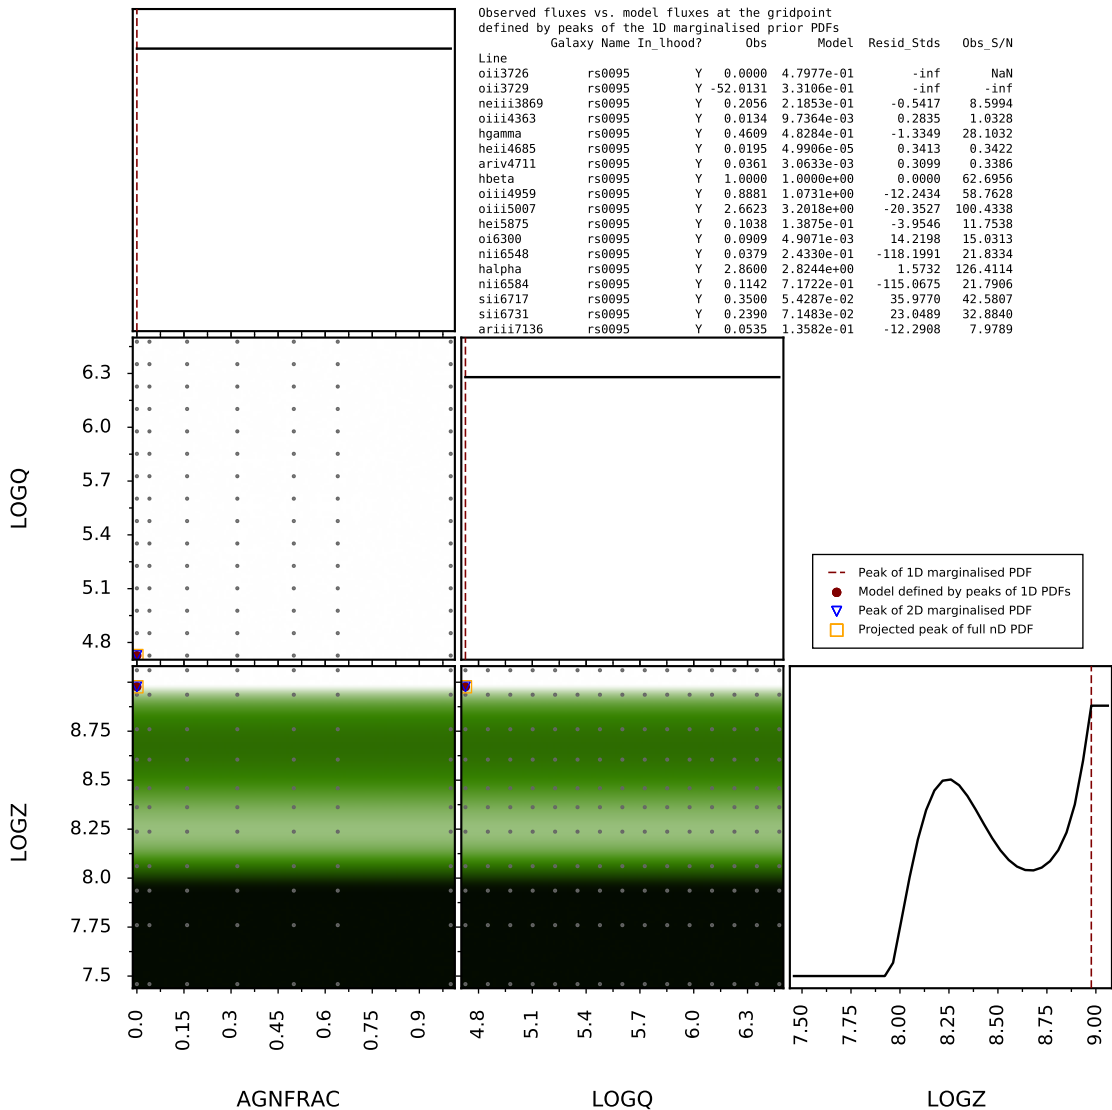 Observed fluxes vs. model fluxes at the gridpoint
defined by peaks of the 1D marginalised prior PDFs
Galaxy Name In_lhood? Obs Model Resid_Stds Obs_S/N
Line
oii3726 rs0095 Y 0.0000 4.7977e-01 -inf NaN
oii3729 rs0095 Y -52.0131 3.3106e-01 -inf -inf
neiii3869 rs0095 Y 0.2056 2.1853e-01 -0.5417 8.5994
oiii4363 rs0095 Y 0.0134 9.7364e-03 0.2835 1.0328
hgamma rs0095 Y 0.4609 4.8284e-01 -1.3349 28.1032
heii4685 rs0095 Y 0.0195 4.9906e-05 0.3413 0.3422
ariv4711 rs0095 Y 0.0361 3.0633e-03 0.3099 0.3386
hbeta rs0095 Y 1.0000 1.0000e+00 0.0000 62.6956
oiii4959 rs0095 Y 0.8881 1.0731e+00 -12.2434 58.7628
oiii5007 rs0095 Y 2.6623 3.2018e+00 -20.3527 100.4338
hei5875 rs0095 Y 0.1038 1.3875e-01 -3.9546 11.7538
oi6300 rs0095 Y 0.0909 4.9071e-03 14.2198 15.0313
nii6548 rs0095 Y 0.0379 2.4330e-01 -118.1991 21.8334
halpha rs0095 Y 2.8600 2.8244e+00 1.5732 126.4114
nii6584 rs0095 Y 0.1142 7.1722e-01 -115.0675 21.7906
sii6717 rs0095 Y 0.3500 5.4287e-02 35.9770 42.5807
sii6731 rs0095 Y 0.2390 7.1483e-02 23.0489 32.8840
ariii7136 rs0095 Y 0.0535 1.3582e-01 -12.2908 7.9789
LOGQ
6.3
6.0
5.7
5.4
5.1
4.8
Peak of 1D marginalised PDF
Model defined by peaks of 1D PDFs
Peak of 2D marginalised PDF
Projected peak of full nD PDF
LOGZ
8.75
8.5
8.25
8.0
7.75
7.5
0.0 0.15 0.3 0.45 0.6 0.75 0.9
4.8 5.1 5.4 5.7 6.0 6.3
7.50 7.75 8.00 8.25 8.50 8.75 9.00
AGNFRAC LOGQ LOGZ